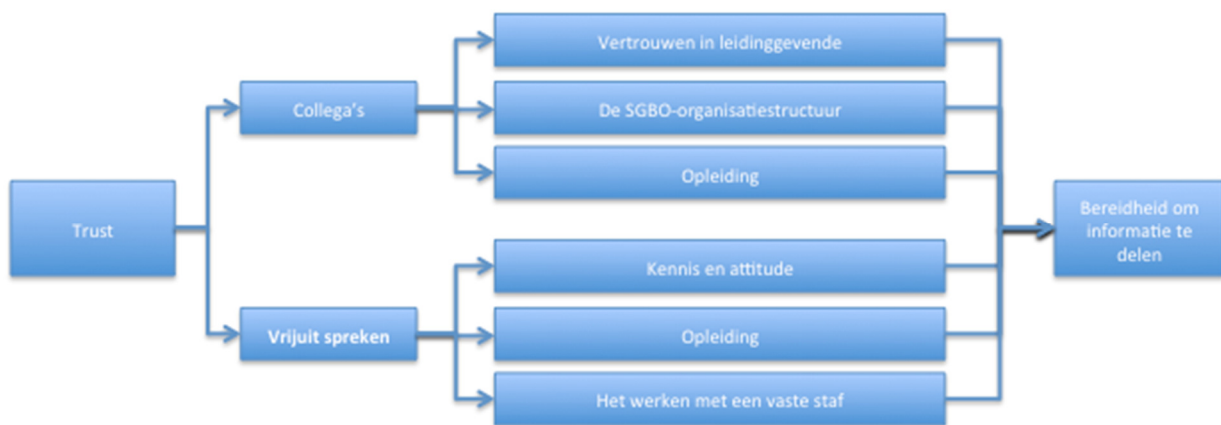 Trust
Collega's
Vertrouwen in leidinggevende
De SGBO-organisatiestructuur
Opleiding
Vrijuit spreken
Kennis en attitude
Opleiding
Het werken met een vaste staf
Bereidheid om
informatie te
delen